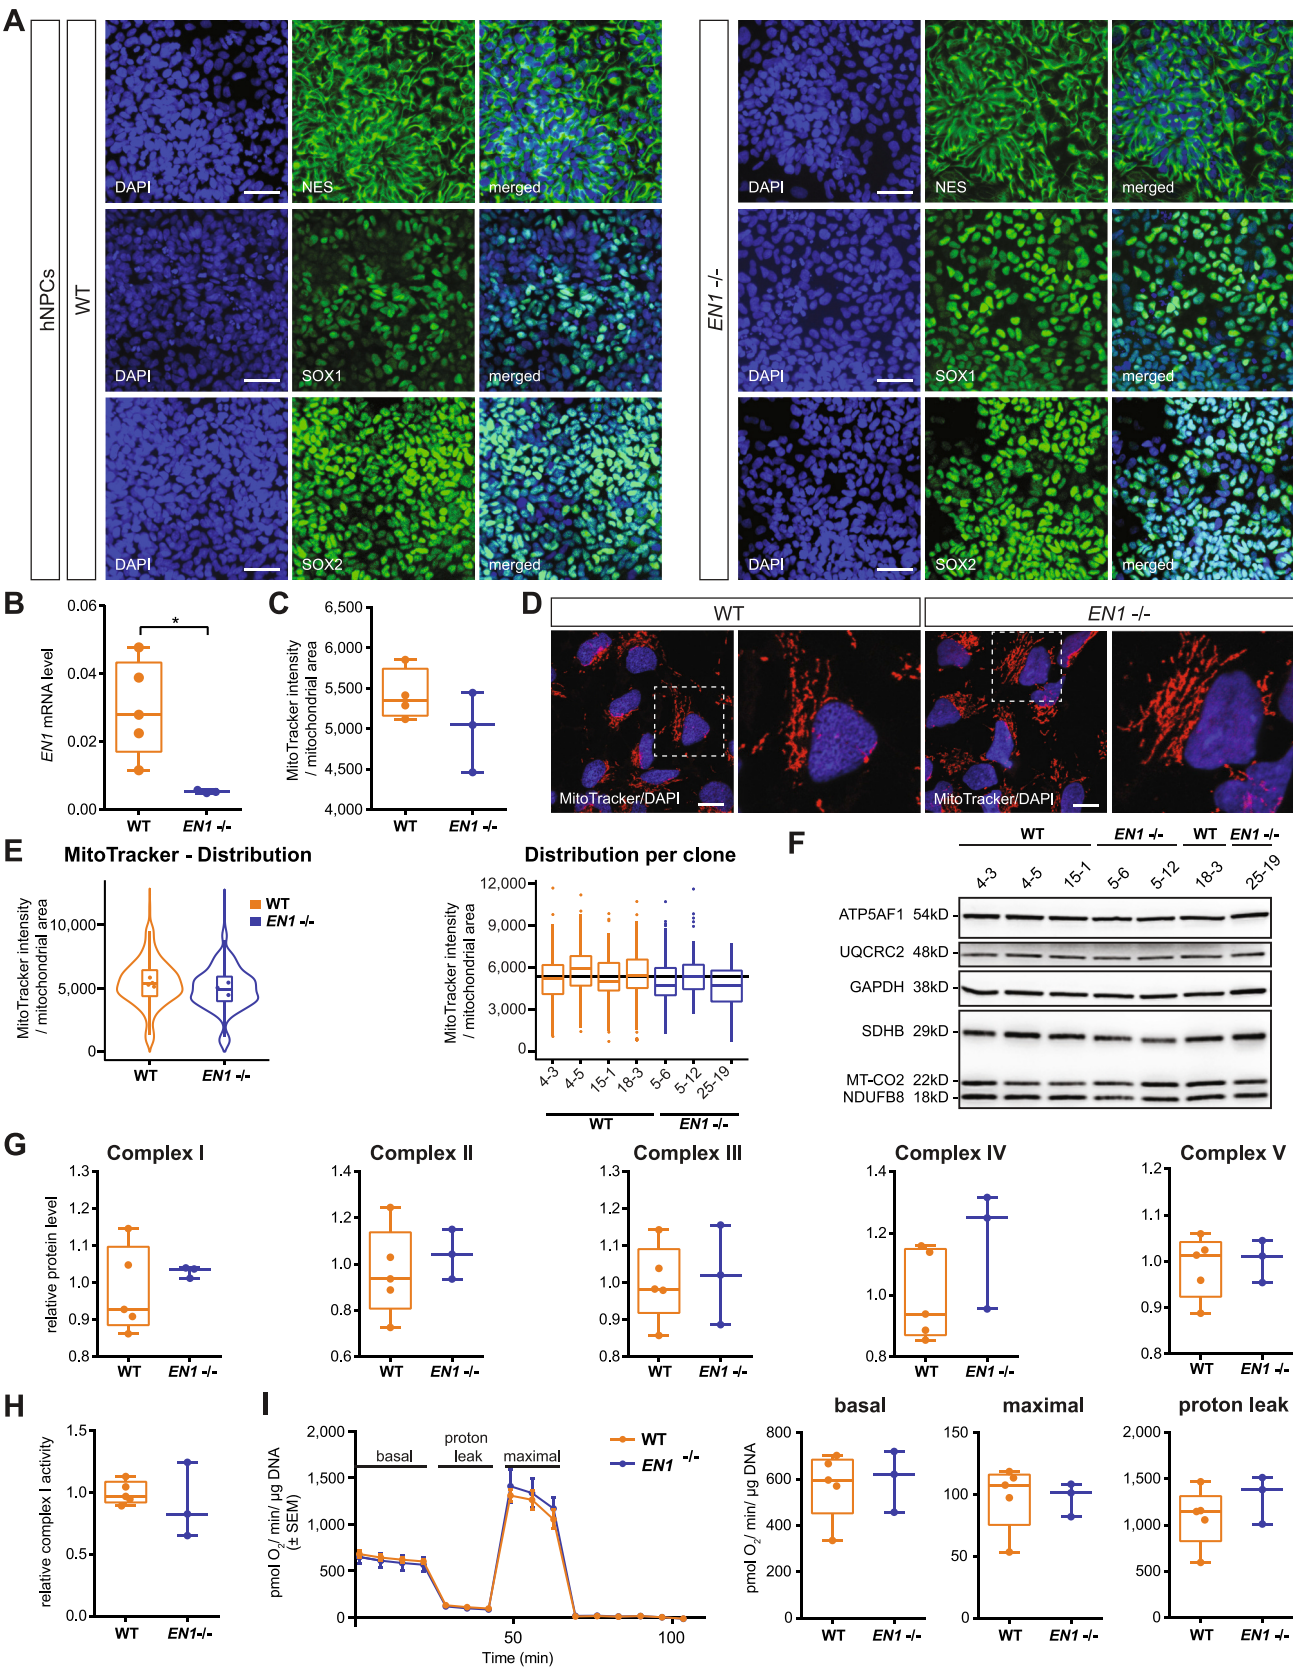 A
hNPCs
WT
DAPI
NES
merged
DAPI
SOX1
merged
DAPI
SOX2
merged
EN1 -/-
DAPI
NES
merged
DAPI
SOX1
merged
DAPI
SOX2
merged
B
EN1 mRNA level
0.06
0.04
0.02
0.00
*
WT
EN1 -/-
C
MitoTracker intensity
/ mitochondrial area
6,500
6,000
5,500
5,000
4,500
4,000
WT
EN1 -/-
D
WT
EN1 -/-
MitoTracker/DAPI
MitoTracker/DAPI
E
MitoTracker - Distribution
MitoTracker intensity
/ mitochondrial area
10,000
5,000
0
WT
EN1 -/-
WT
EN1 -/-
Distribution per clone
MitoTracker intensity
/ mitochondrial area
12,000
9,000
6,000
3,000
0
4-3
4-5
15-1
18-3
5-6
5-12
25-19
WT
EN1 -/-
F
WT
EN1 -/-
WT
EN1 -/-
4-3
4-5
15-1
5-6
5-12
18-3
25-19
ATP5AF1 54kD
UQCRC2 48kD
GAPDH 38kD
SDHB 29kD
MT-CO2 22kD
NDUFB8 18kD
G
relative protein level
Complex I
1.3
1.2
1.1
1.0
0.9
0.8
WT
EN1 -/-
Complex II
1.4
1.2
1.0
0.8
0.6
WT
EN1 -/-
Complex III
1.3
1.2
1.1
1.0
0.9
0.8
WT
EN1 -/-
Complex IV
1.4
1.2
1.0
0.8
WT
EN1 -/-
Complex V
1.2
1.1
1.0
0.9
0.8
WT
EN1 -/-
H
relative complex I activity
1.5
1.0
0.5
0.0
WT
EN1-/-
I
pmol O2/ min/ µg DNA
(± SEM)
2,000
1,500
1,000
500
0
basal
proton
leak
maximal
WT
EN1 -/-
50
100
Time (min)
pmol O2/ min/ µg DNA
basal
800
600
400
200
0
WT
EN1 -/-
maximal
150
100
50
0
WT
EN1 -/-
proton leak
2,000
1,500
1,000
500
0
WT
EN1 -/-